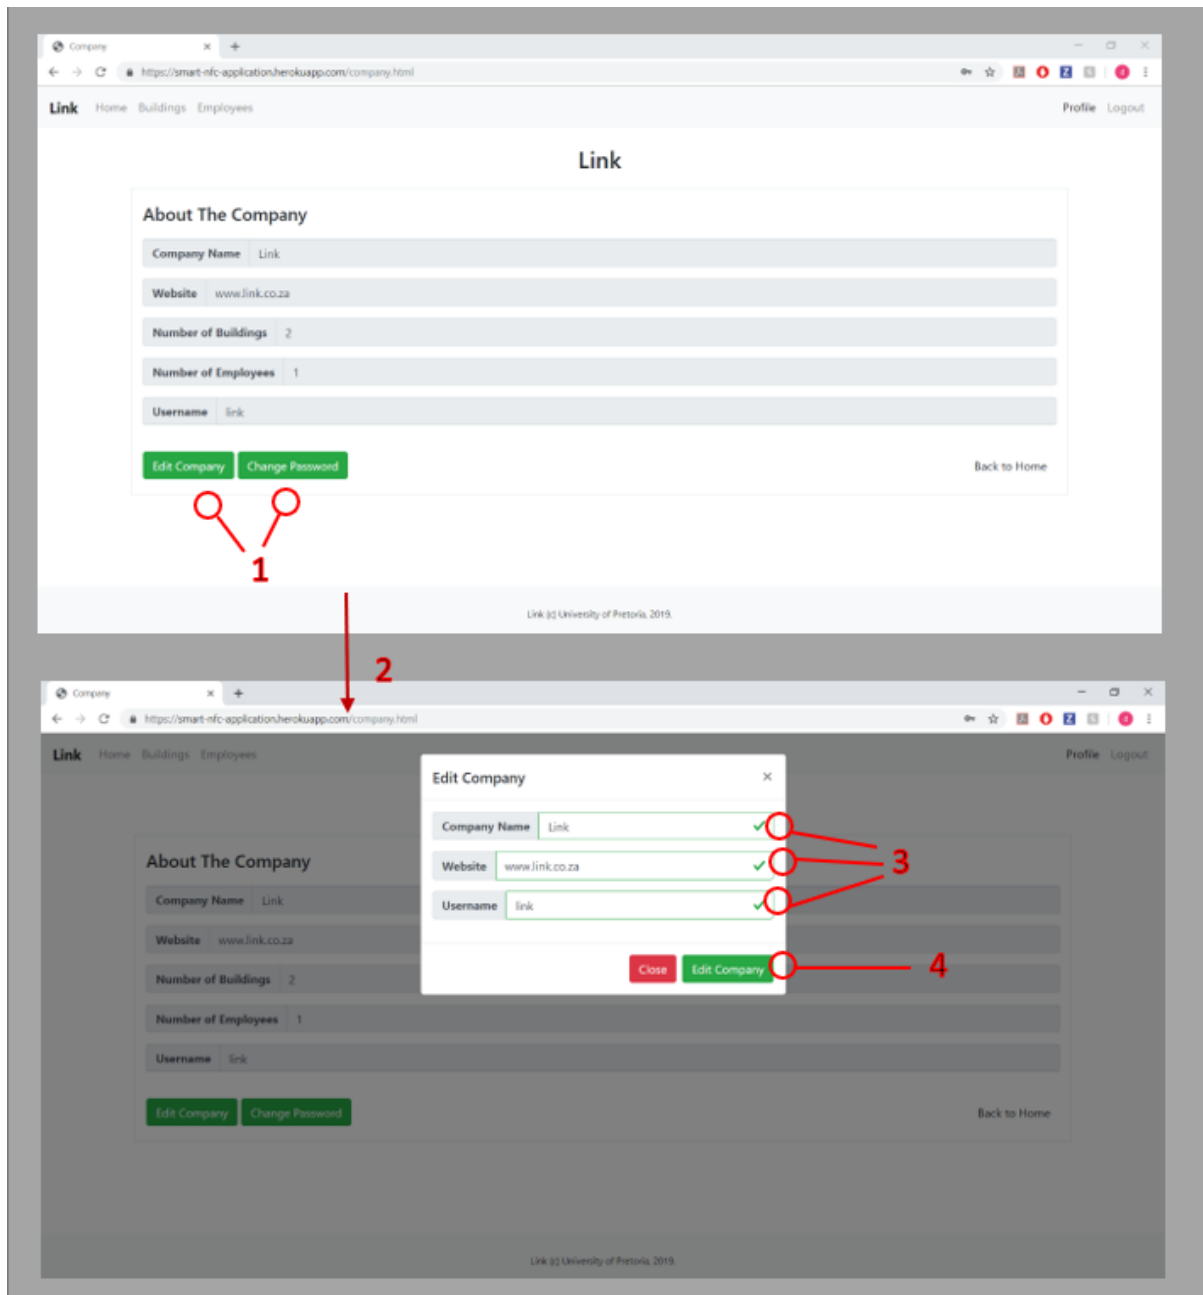 Company
https://smart-nfc-application.herokuapp.com/company.html
Link Home Buildings Employees Profile Logout
Link
About The Company
Company Name Link
Website www.link.co.za
Number of Buildings 2
Number of Employees 1
Username link
Edit Company Change Password Back to Home
1
Link (c) University of Pretoria, 2019.
2
Company
https://smart-nfc-application.herokuapp.com/company.html
Link Home Buildings Employees Profile Logout
Edit Company
Company Name Link
Website www.link.co.za
Username link
3
Close Edit Company
4
About The Company
Company Name Link
Website www.link.co.za
Number of Buildings 2
Number of Employees 1
Username link
Edit Company Change Password Back to Home
Link (c) University of Pretoria, 2019.